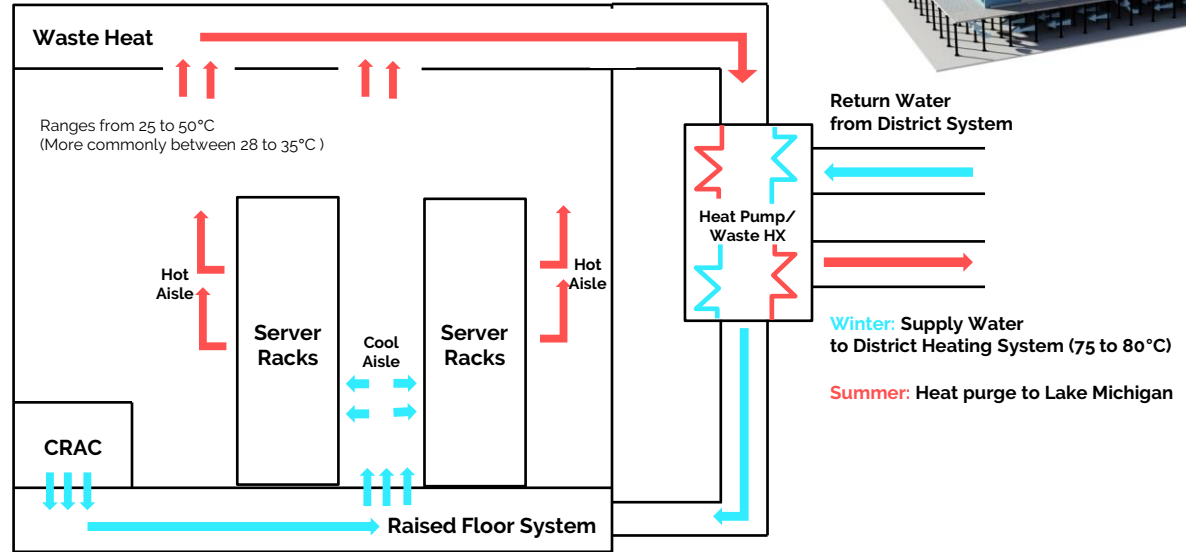 Waste Heat
Ranges from 25 to 50°C
(More commonly between 28 to 35°C )
Return Water
from District System
Heat Pump/
Waste HX
Hot
Aisle
Hot
Aisle
Server
Racks
Cool
Aisle
Server
Racks
Winter: Supply Water
to District Heating System (75 to 80°C)
Summer: Heat purge to Lake Michigan
CRAC
Raised Floor System